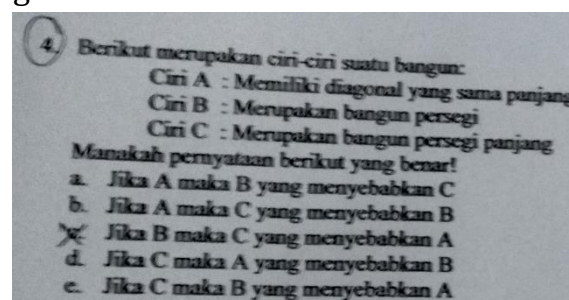 4. Berikut merupakan ciri-ciri suatu bangun:
Ciri A : Memiliki diagonal yang sama panjang
Ciri B : Merupakan bangun persegi
Ciri C : Merupakan bangun persegi panjang
Manakah pernyataan berikut yang benar!
a. Jika A maka B yang menyebabkan C
b. Jika A maka C yang menyebabkan B
Jika B maka C yang menyebabkan A
d. Jika C maka A yang menyebabkan B
e. Jika C maka B yang menyebabkan A